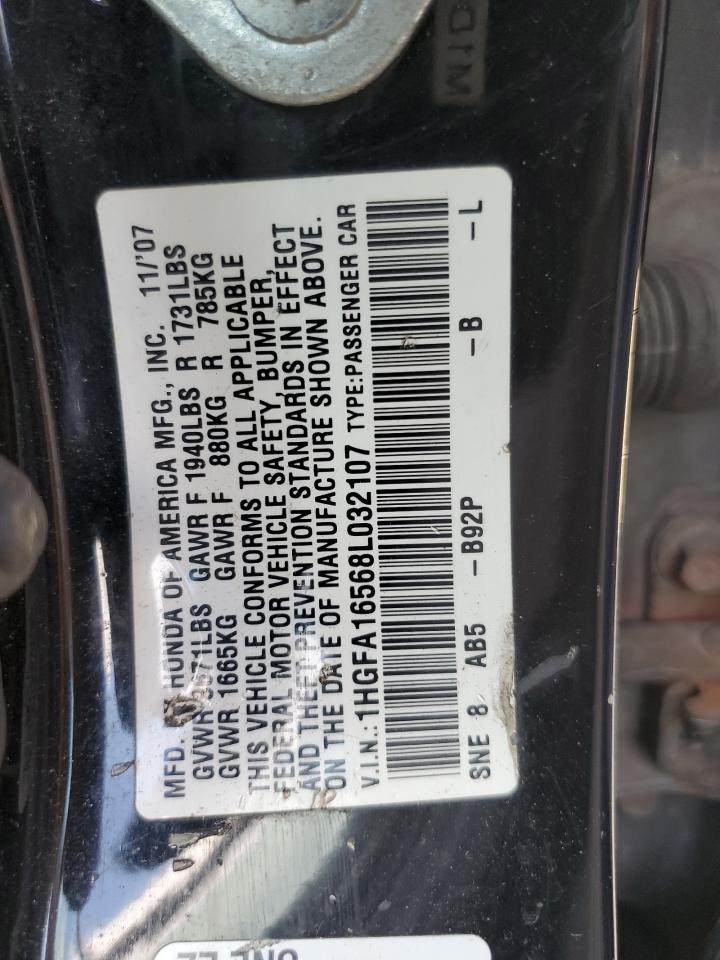 MFD. BY HONDA OF AMERICA MFG., INC. 11/'07
GVWR 3671LBS GAWR F 1940LBS R 1731LBS
GVWR 1665KG GAWR F 880KG R 785KG
THIS VEHICLE CONFORMS TO ALL APPLICABLE
FEDERAL MOTOR VEHICLE SAFETY, BUMPER,
AND THEFT PREVENTION STANDARDS IN EFFECT
ON THE DATE OF MANUFACTURE SHOWN ABOVE.
V.I.N.: 1HGFA16568L032107 TYPE:PASSENGER CAR
SNE 8 AB5 -B92P -B -L